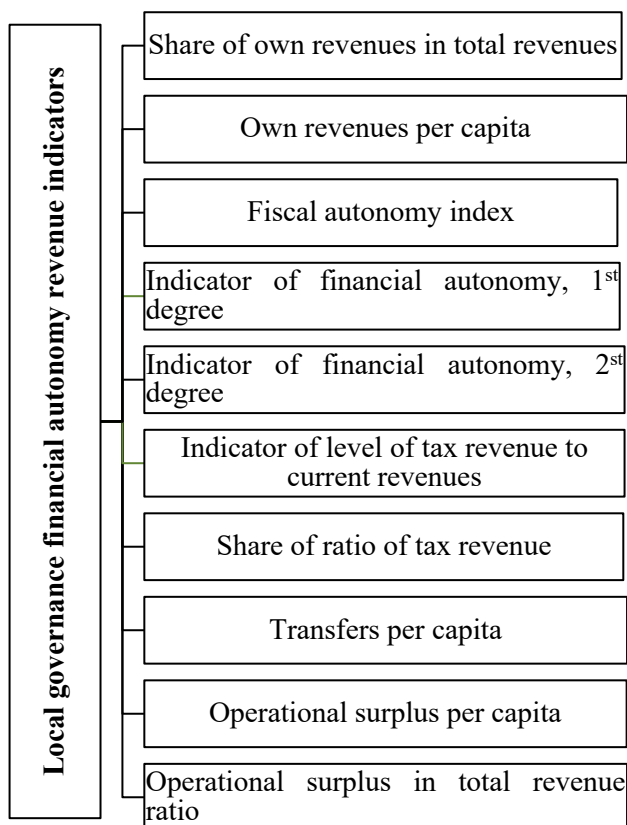 Local governance financial autonomy revenue indicators
Share of own revenues in total revenues
Own revenues per capita
Fiscal autonomy index
Indicator of financial autonomy, 1st
degree
Indicator of financial autonomy, 2st
degree
Indicator of level of tax revenue to
current revenues
Share of ratio of tax revenue
Transfers per capita
Operational surplus per capita
Operational surplus in total revenue
ratio